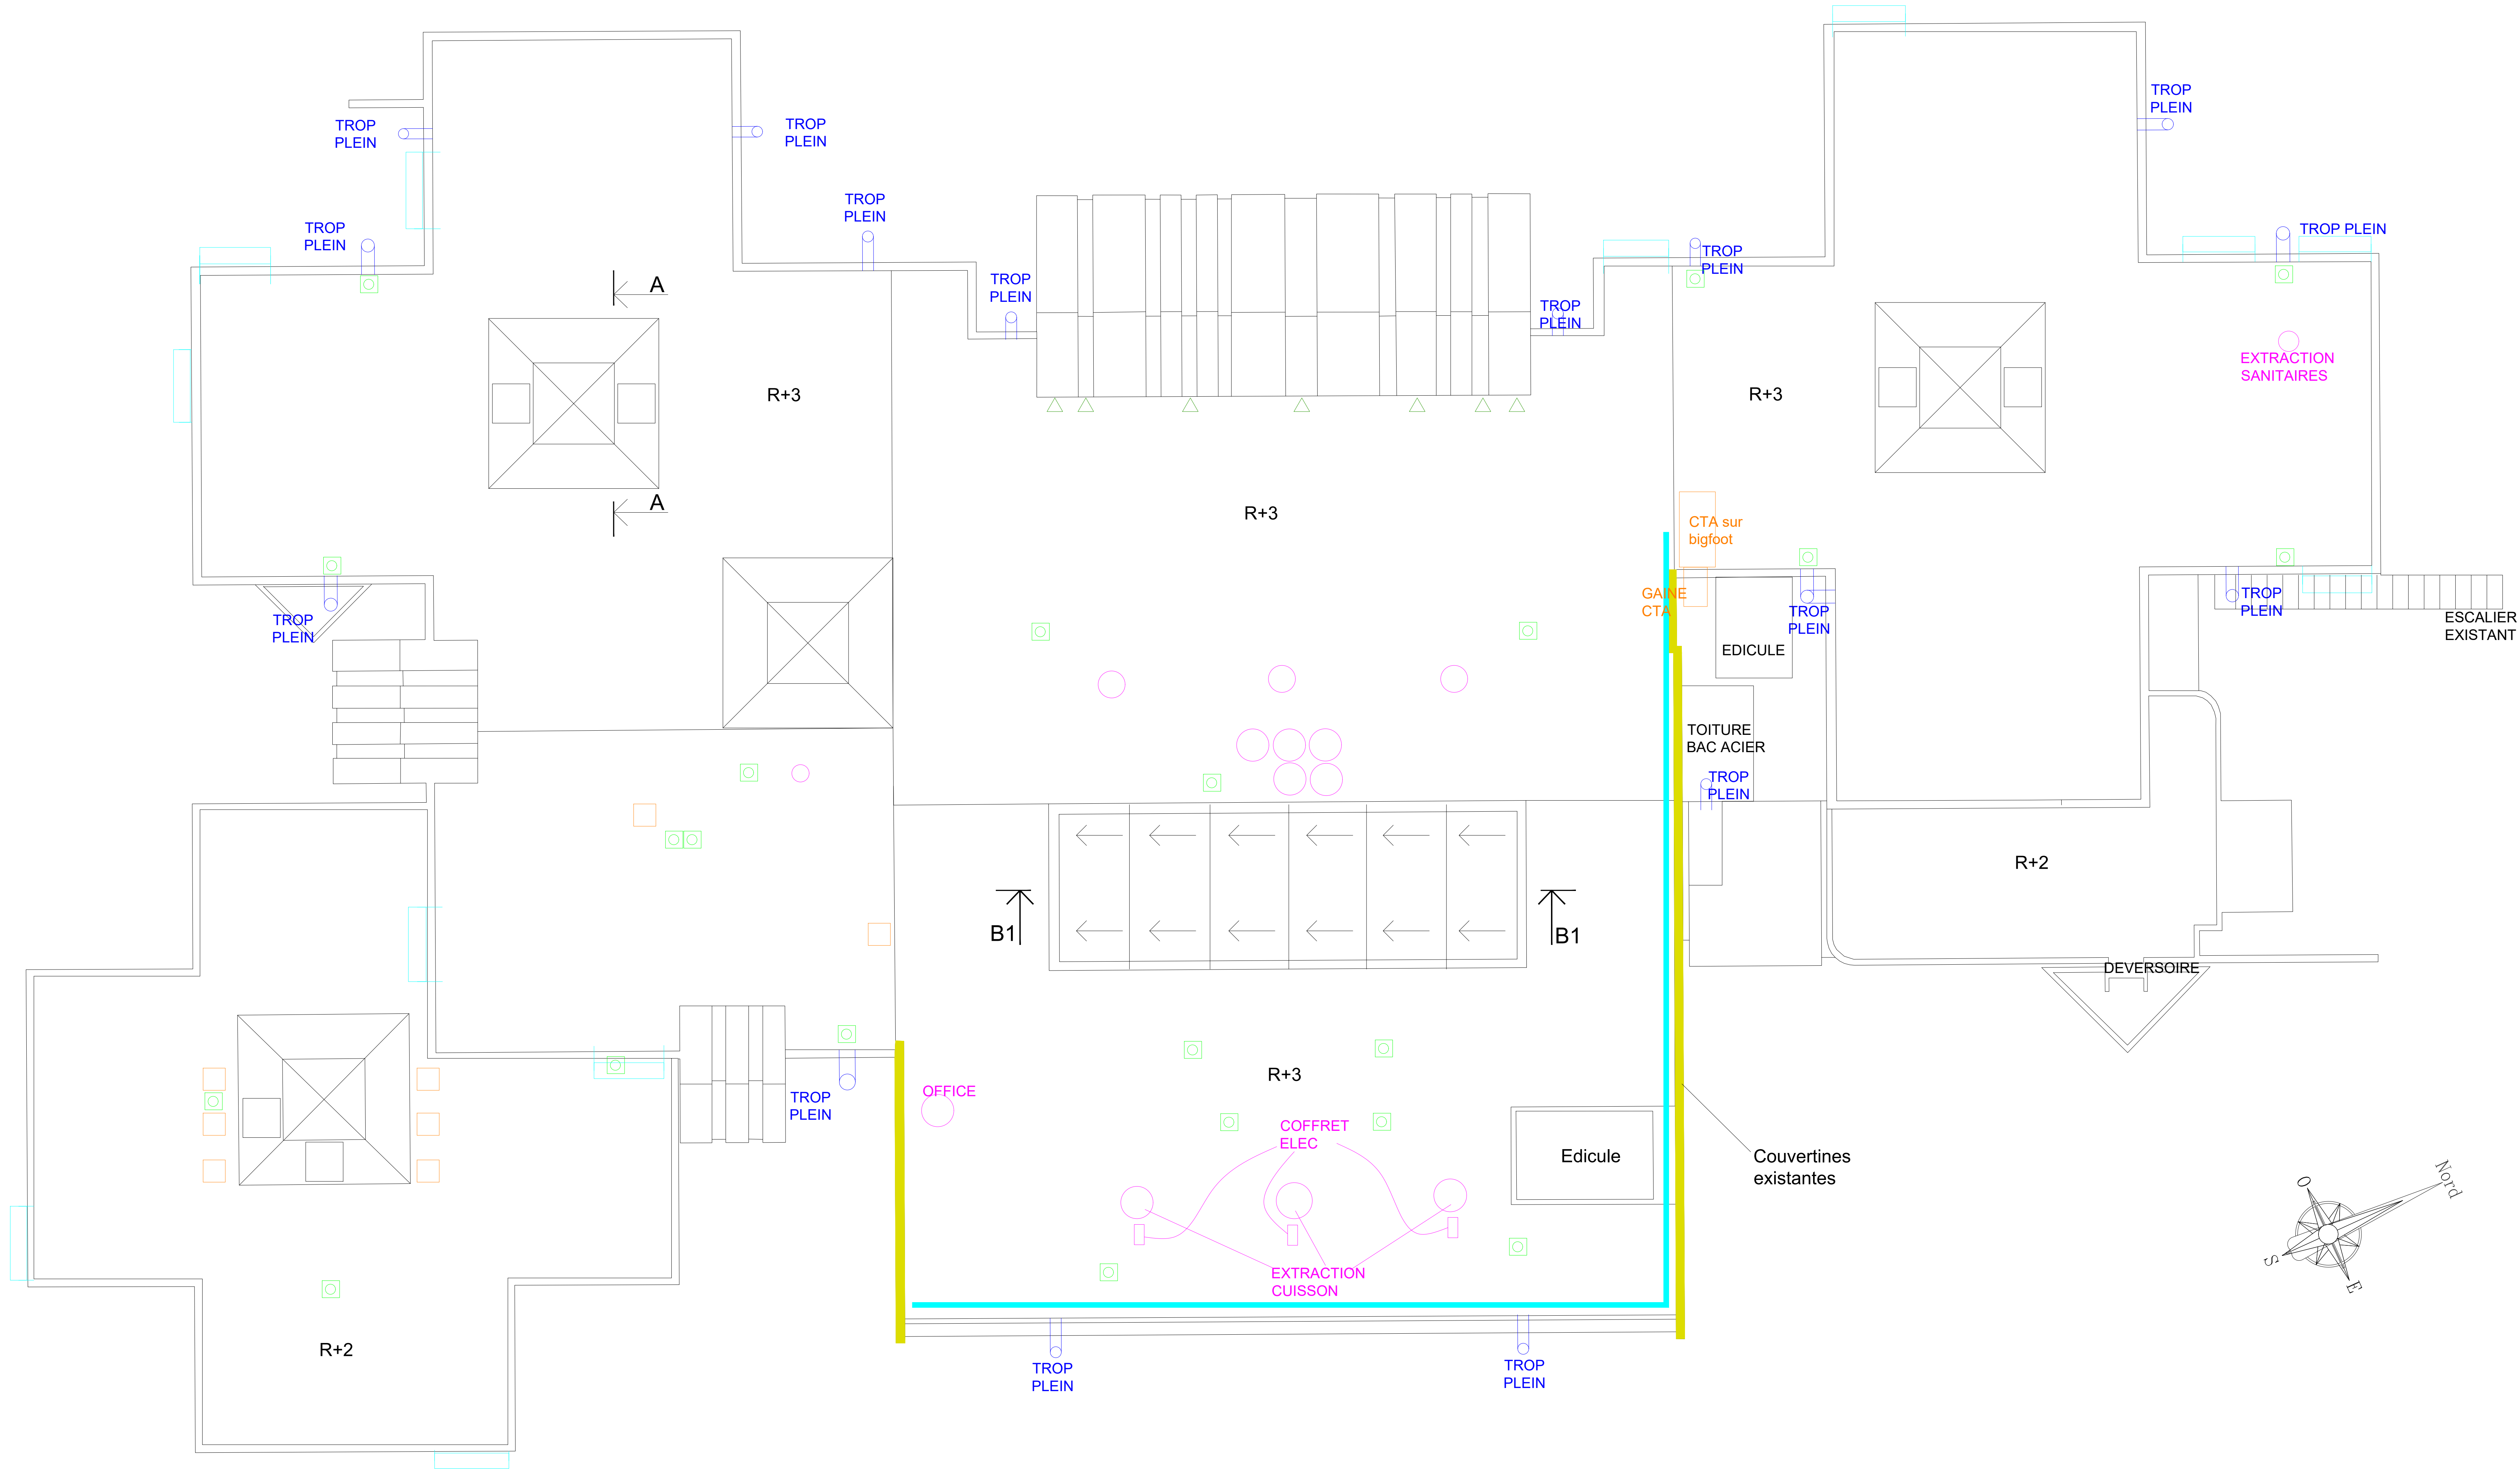 TROP
PLEIN
TROP
PLEIN
TROP
PLEIN
TROP
PLEIN
TROP
PLEIN
TROP PLEIN
TROP
PLEIN
TROP
PLEIN
A
TROP
PLEIN
EXTRACTION
SANITAIRES
R+3
R+3
A
R+3
CTA sur
bigfoot
GAINE
CTA
TROP
PLEIN
TROP
PLEIN
TROP
PLEIN
ESCALIER
EXISTANT
EDICULE
TOITURE
BAC ACIER
TROP
PLEIN
R+2
B1
B1
DEVERSOIRE
R+3
OFFICE
TROP
PLEIN
COFFRET
ELEC
Edicule
Couvertines
existantes
Nord
O
S
E
EXTRACTION
CUISSON
R+2
TROP
PLEIN
TROP
PLEIN